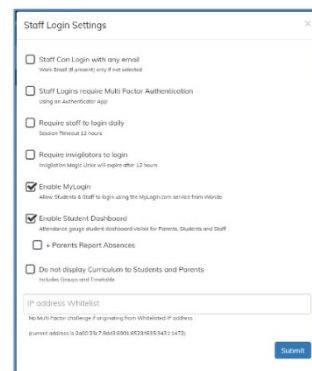 Staff Login Settings
×
Staff Can Login with any email
Work Email (if present) only if not selected
Staff Logins require Multi Factor Authentication
Using an Authenticator App
Require staff to login daily
Session Timeout 12 hours
Require invigilators to login
Invigilation Magic Links will expire after 12 hours
Enable MyLogin
Allow Students & Staff to login using the MyLogin.com service from Wonde
Enable Student Dashboard
Attendance gauge student dashboard visible for Parents, Students and Staff
+ Parents Report Absences
Do not display Curriculum to Students and Parents
Includes Groups and Timetable
IP address Whitelist
No Multi Factor challenge if originating from Whitelisted IP address
(current address is
Submit